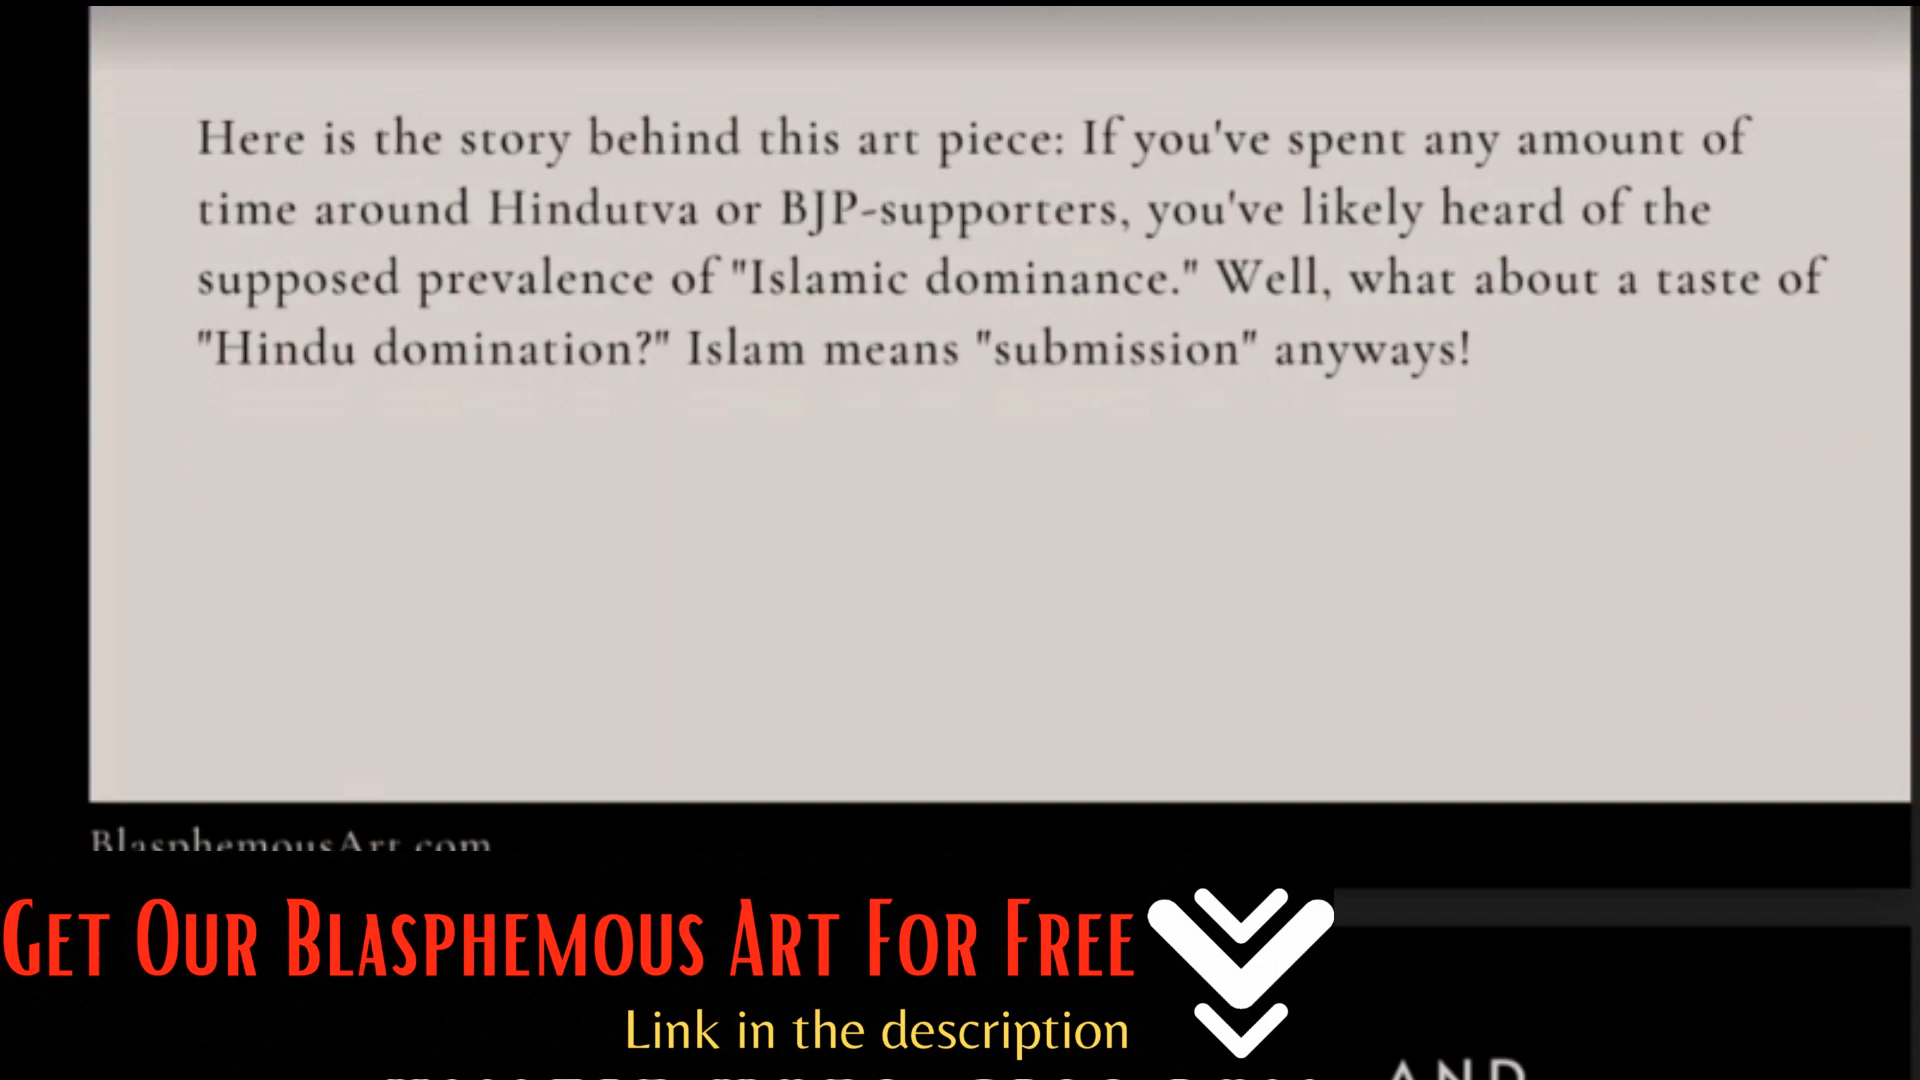 Here is the story behind this art piece: If you've spent any amount of
time around Hindutva or BJP-supporters, you've likely heard of the
supposed prevalence of "Islamic dominance." Well, what about a taste of
"Hindu domination?" Islam means "submission" anyways!
BlasphemousArt.com
GET OUR BLASPHEMOUS ART FOR FREE
Link in the description
AND